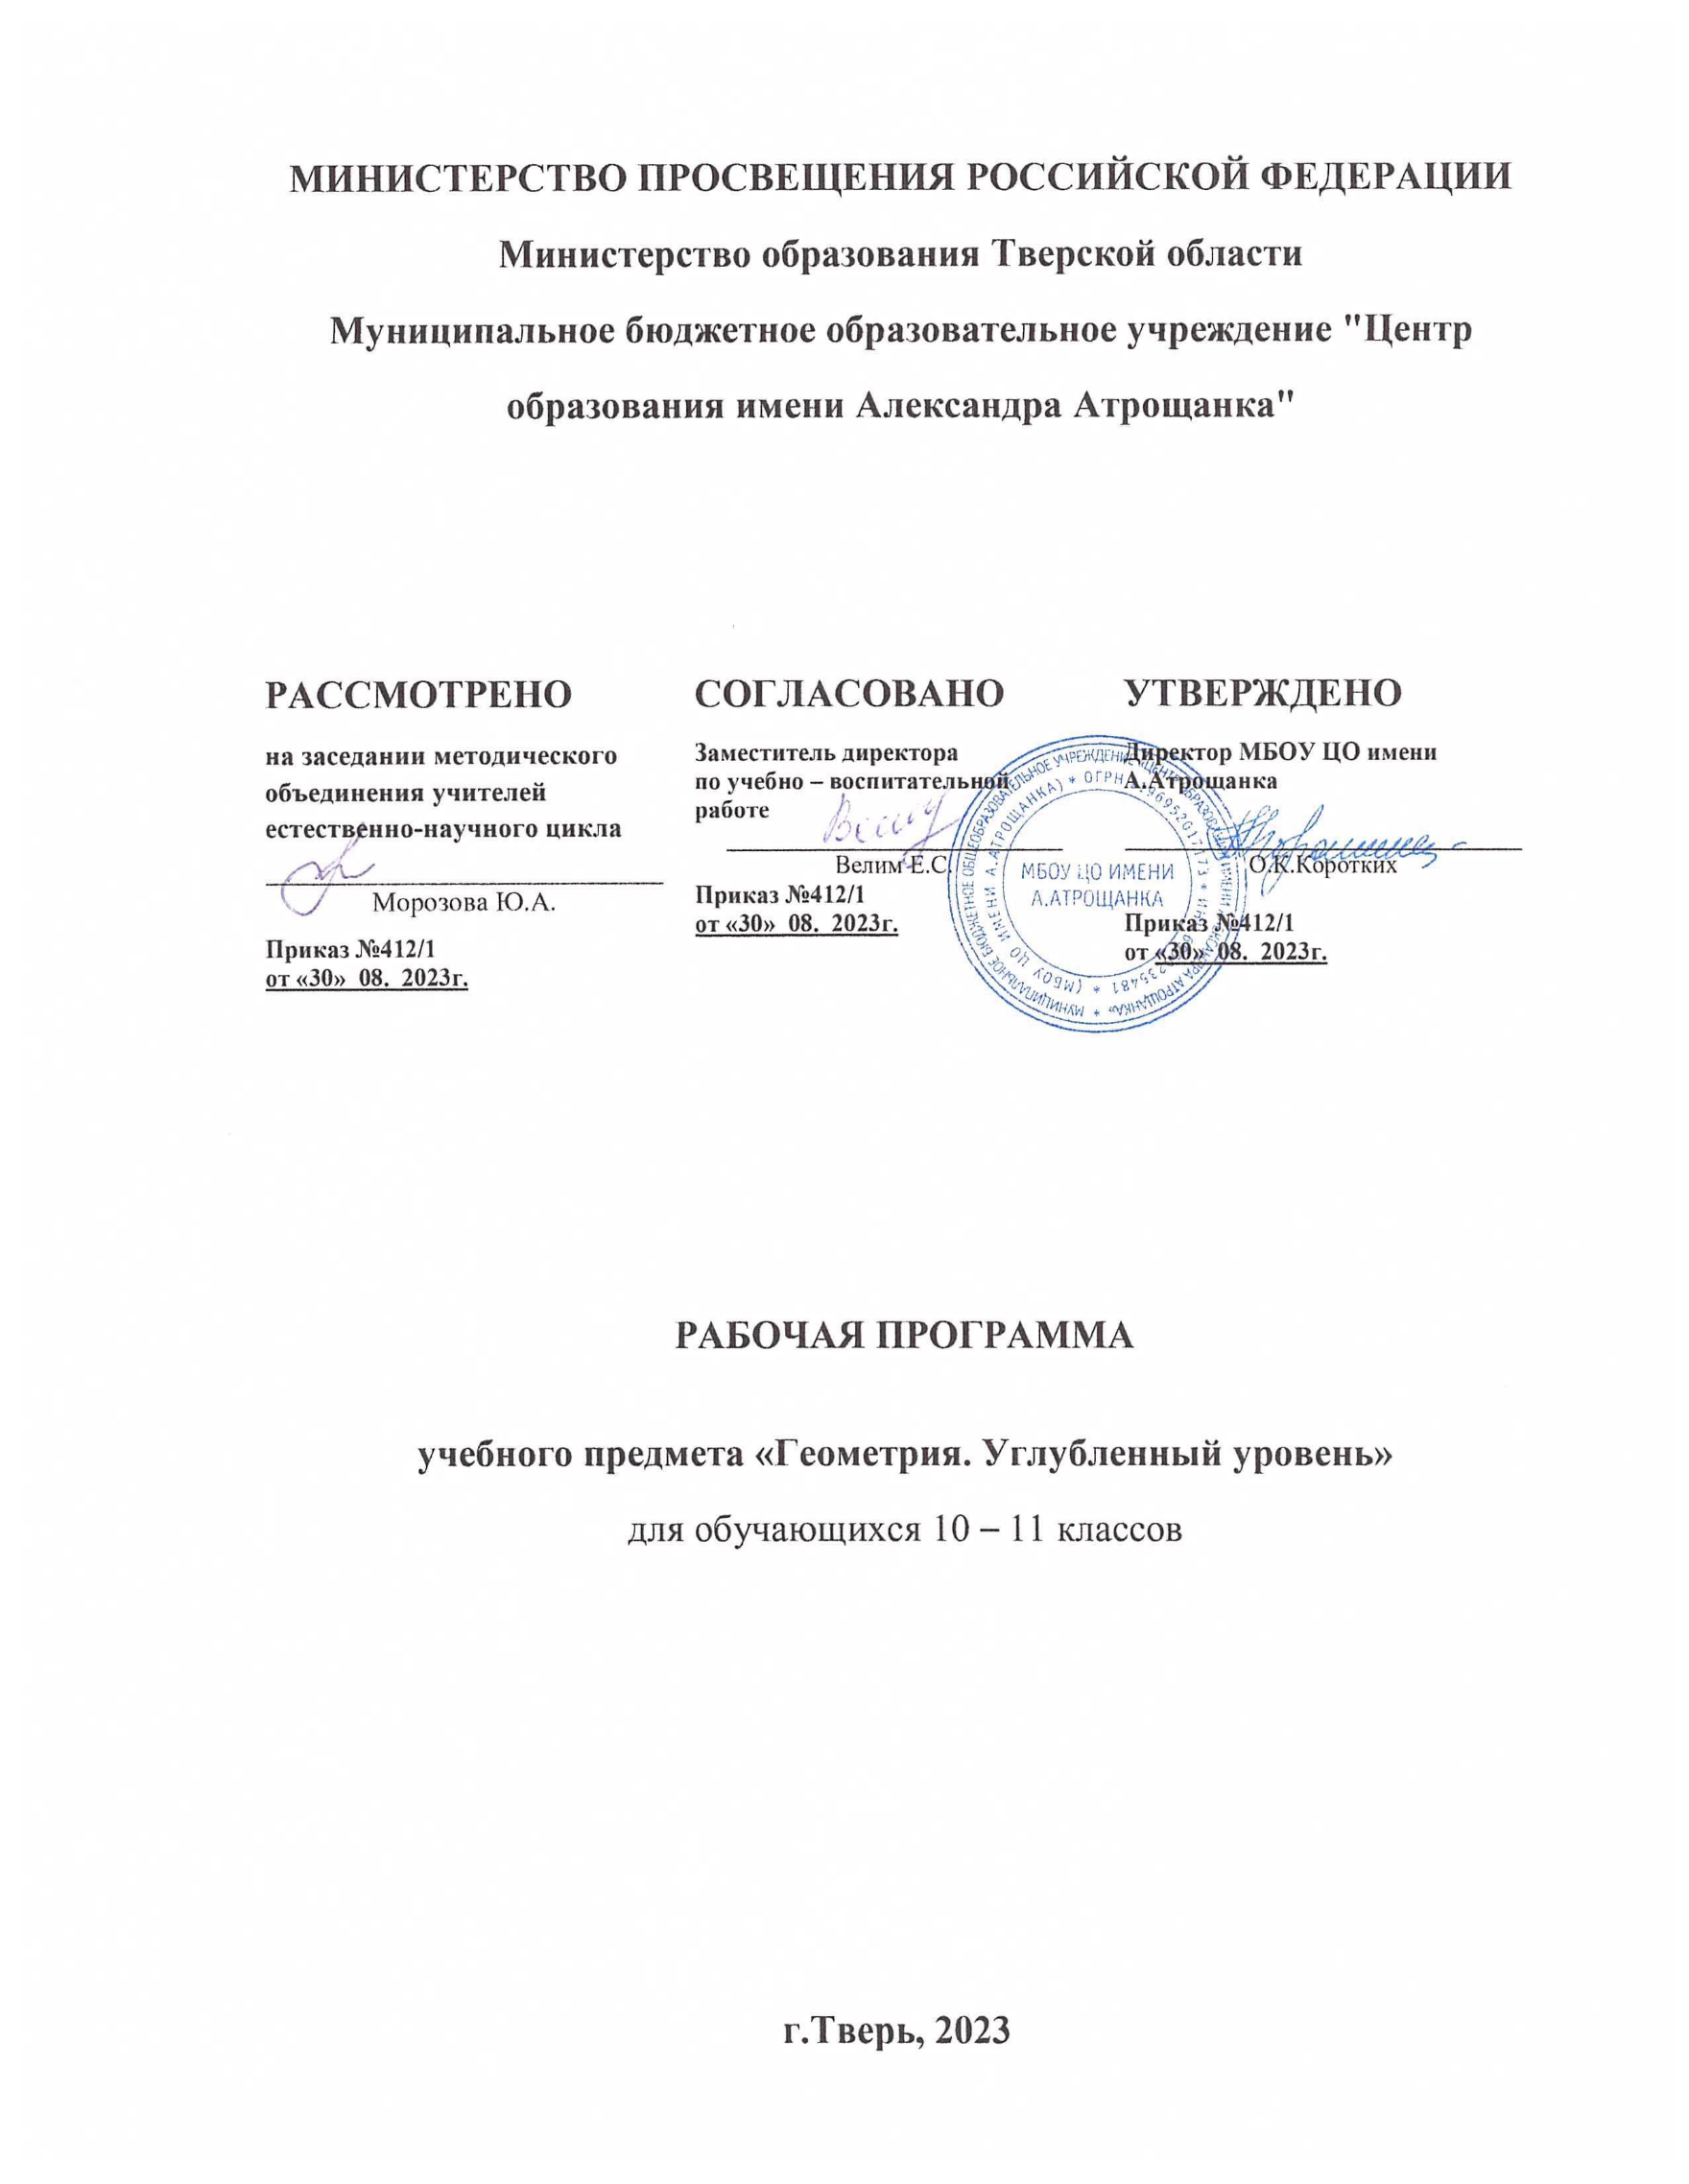 МИНИСТЕРСТВО ПРОСВЕЩЕНИЯ РОССИЙСКОЙ ФЕДЕРАЦИИ
Министерство образования Тверской области
Муниципальное бюджетное образовательное учреждение "Центр
образования имени Александра Атрощанка"
РАССМОТРЕНО
на заседании методического
объединения учителей
естественно-научного цикла
Морозова Ю.А.
Приказ №412/1
от «30» 08. 2023г.
СОГЛАСОВАНО
Заместитель директора
по учебно – воспитательной
работе
Велим Е.С.
Приказ №412/1
от «30» 08. 2023г.
УТВЕРЖДЕНО
Директор МБОУ ЦО имени
А.Атрощанка
О.К.Коротких
Приказ №412/1
от «30» 08. 2023г.
МБОУ ЦО ИМЕНИ
А.АТРОЩАНКА
РАБОЧАЯ ПРОГРАММА
учебного предмета «Геометрия. Углубленный уровень»
для обучающихся 10 – 11 классов
г.Тверь, 2023